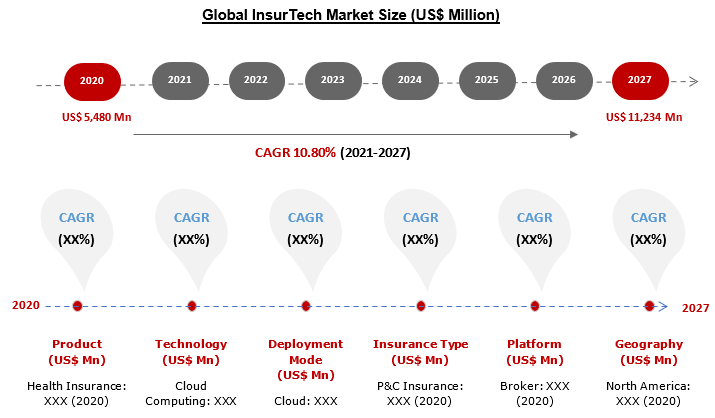 Global InsurTech Market Size (US$ Million)
2020 2021 2022 2023 2024 2025 2026 2027
US$ 5,480 Mn US$ 11,234 Mn
CAGR 10.80% (2021-2027)
CAGR CAGR CAGR CAGR CAGR CAGR
(XX%) (XX%) (XX%) (XX%) (XX%) (XX%)
2020 2027
Product
(US$ Mn)
Health Insurance:
XXX (2020)
Technology
(US$ Mn)
Cloud
Computing: XXX
Deployment
Mode
(US$ Mn)
Cloud: XXX
Insurance Type
(US$ Mn)
P&C Insurance:
XXX (2020)
Platform
(US$ Mn)
Broker: XXX
(2020)
Geography
(US$ Mn)
North America:
XXX (2020)